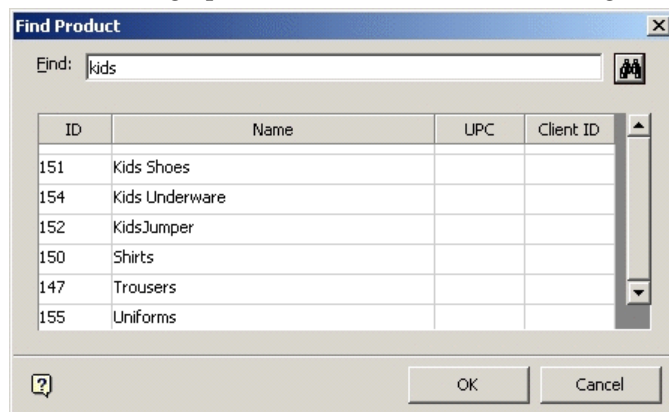 Find Product
Find: kids
ID Name UPC Client ID
151 Kids Shoes
154 Kids Underware
152 KidsJumper
150 Shirts
147 Trousers
155 Uniforms
? OK Cancel